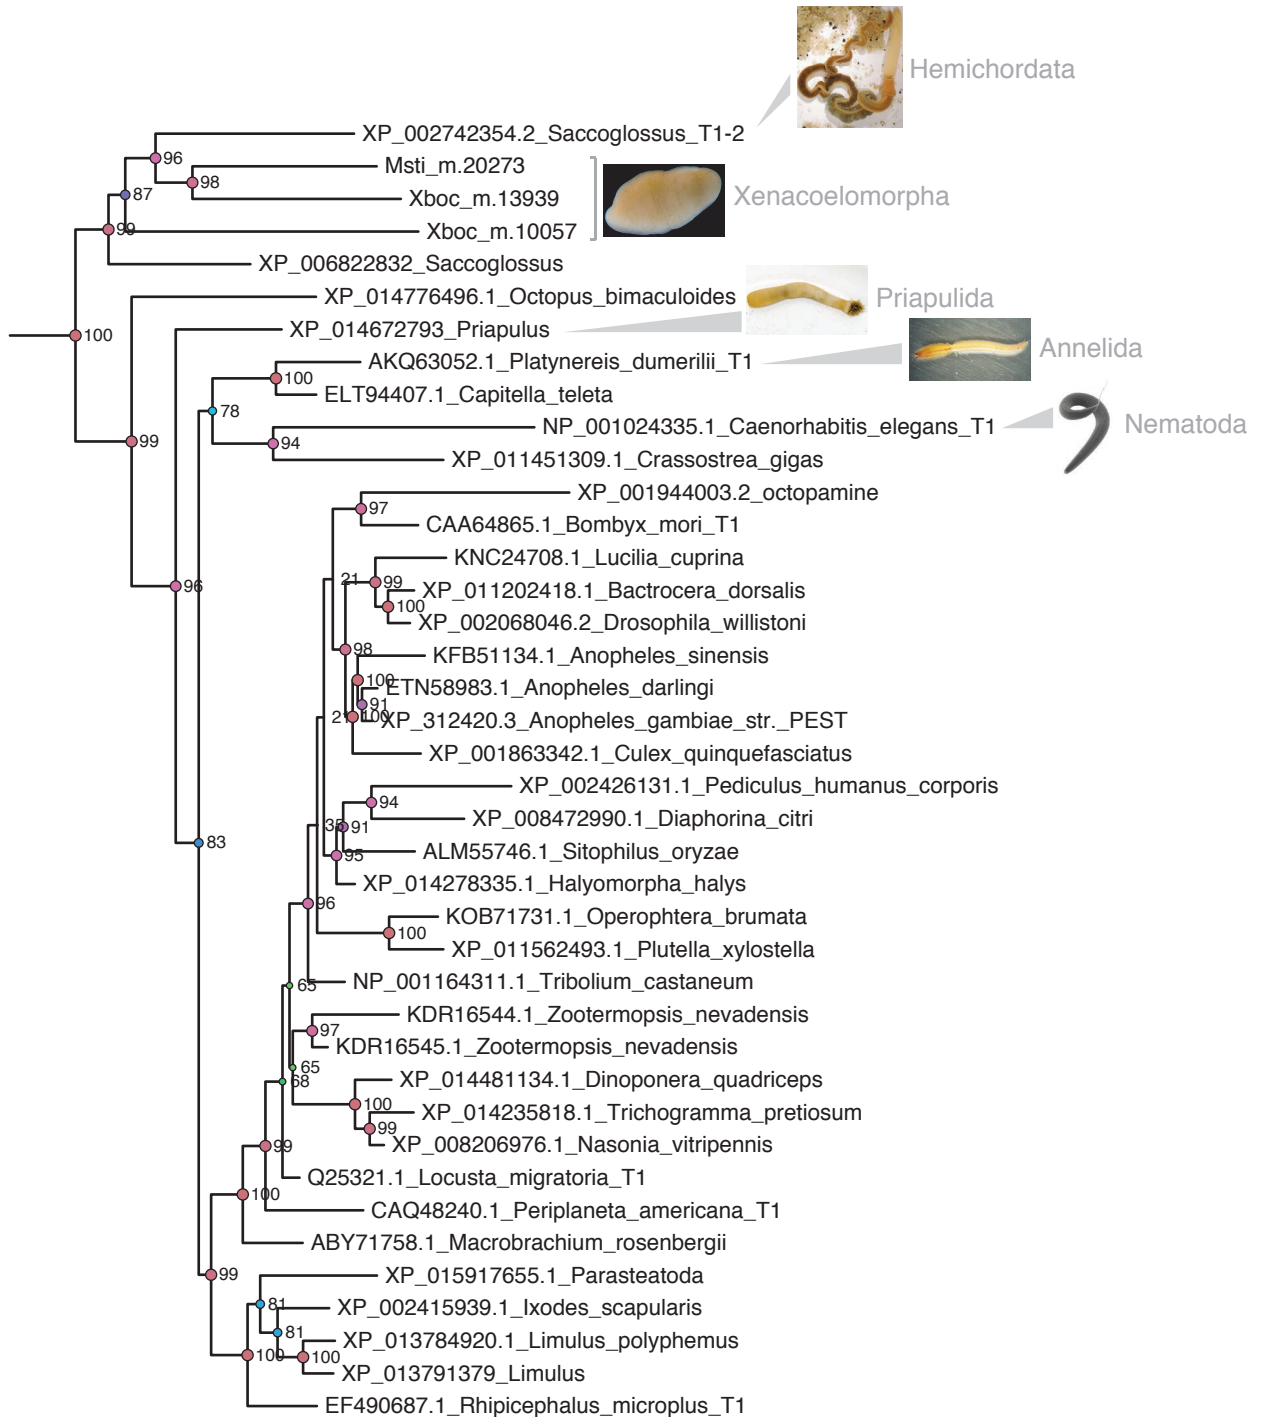 Hemichordata
XP_002742354.2_Saccoglossus_T1-2
96
Msti_m.20273
98
87
Xboc_m.13939
Xenacoelomorpha
99
Xboc_m.10057
XP_006822832_Saccoglossus
XP_014776496.1_Octopus_bimaculoides
Priapulida
100
XP_014672793_Priapulus
Annelida
AKQ63052.1_Platynereis_dumerilii_T1
100
ELT94407.1_Capitella_teleta
78
NP_001024335.1_Caenorhabitis_elegans_T1
Nematoda
99
94
XP_011451309.1_Crassostrea_gigas
XP_001944003.2_octopamine
97
CAA64865.1_Bombyx_mori_T1
KNC24708.1_Lucilia_cuprina
21
99
96
XP_011202418.1_Bactrocera_dorsalis
100
XP_002068046.2_Drosophila_willistoni
98
KFB51134.1_Anopheles_sinensis
100
ETN58983.1_Anopheles_darlingi
91
21
100
XP_312420.3_Anopheles_gambiae_str._PEST
XP_001863342.1_Culex_quinquefasciatus
XP_002426131.1_Pediculus_humanus_corporis
94
XP_008472990.1_Diaphorina_citri
91
83
ALM55746.1_Sitophilus_oryzae
95
XP_014278335.1_Halyomorpha_halys
96
KOB71731.1_Operophtera_brumata
100
XP_011562493.1_Plutella_xylostella
65
NP_001164311.1_Tribolium_castaneum
KDR16544.1_Zootermopsis_nevadensis
97
KDR16545.1_Zootermopsis_nevadensis
65
68
XP_014481134.1_Dinoponera_quadriceps
100
XP_014235818.1_Trichogramma_pretiosum
99
XP_008206976.1_Nasonia_vitripennis
99
Q25321.1_Locusta_migratoria_T1
100
CAQ48240.1_Periplaneta_americana_T1
ABY71758.1_Macrobrachium_rosenbergii
99
XP_015917655.1_Parasteatoda
81
XP_002415939.1_Ixodes_scapularis
81
XP_013784920.1_Limulus_polyphemus
100
100
XP_013791379_Limulus
EF490687.1_Rhipicephalus_microplus_T1